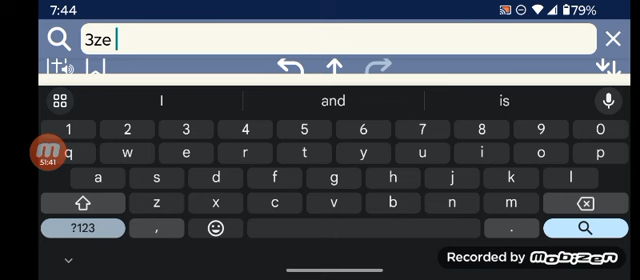 7:44 79%
3ze
I and is
1 2 3 4 5 6 7 8 9 0
q w e r t y u i o p
a s d f g h j k l
z x c v b n m
?123 , .
51:41
Recorded by mobizen